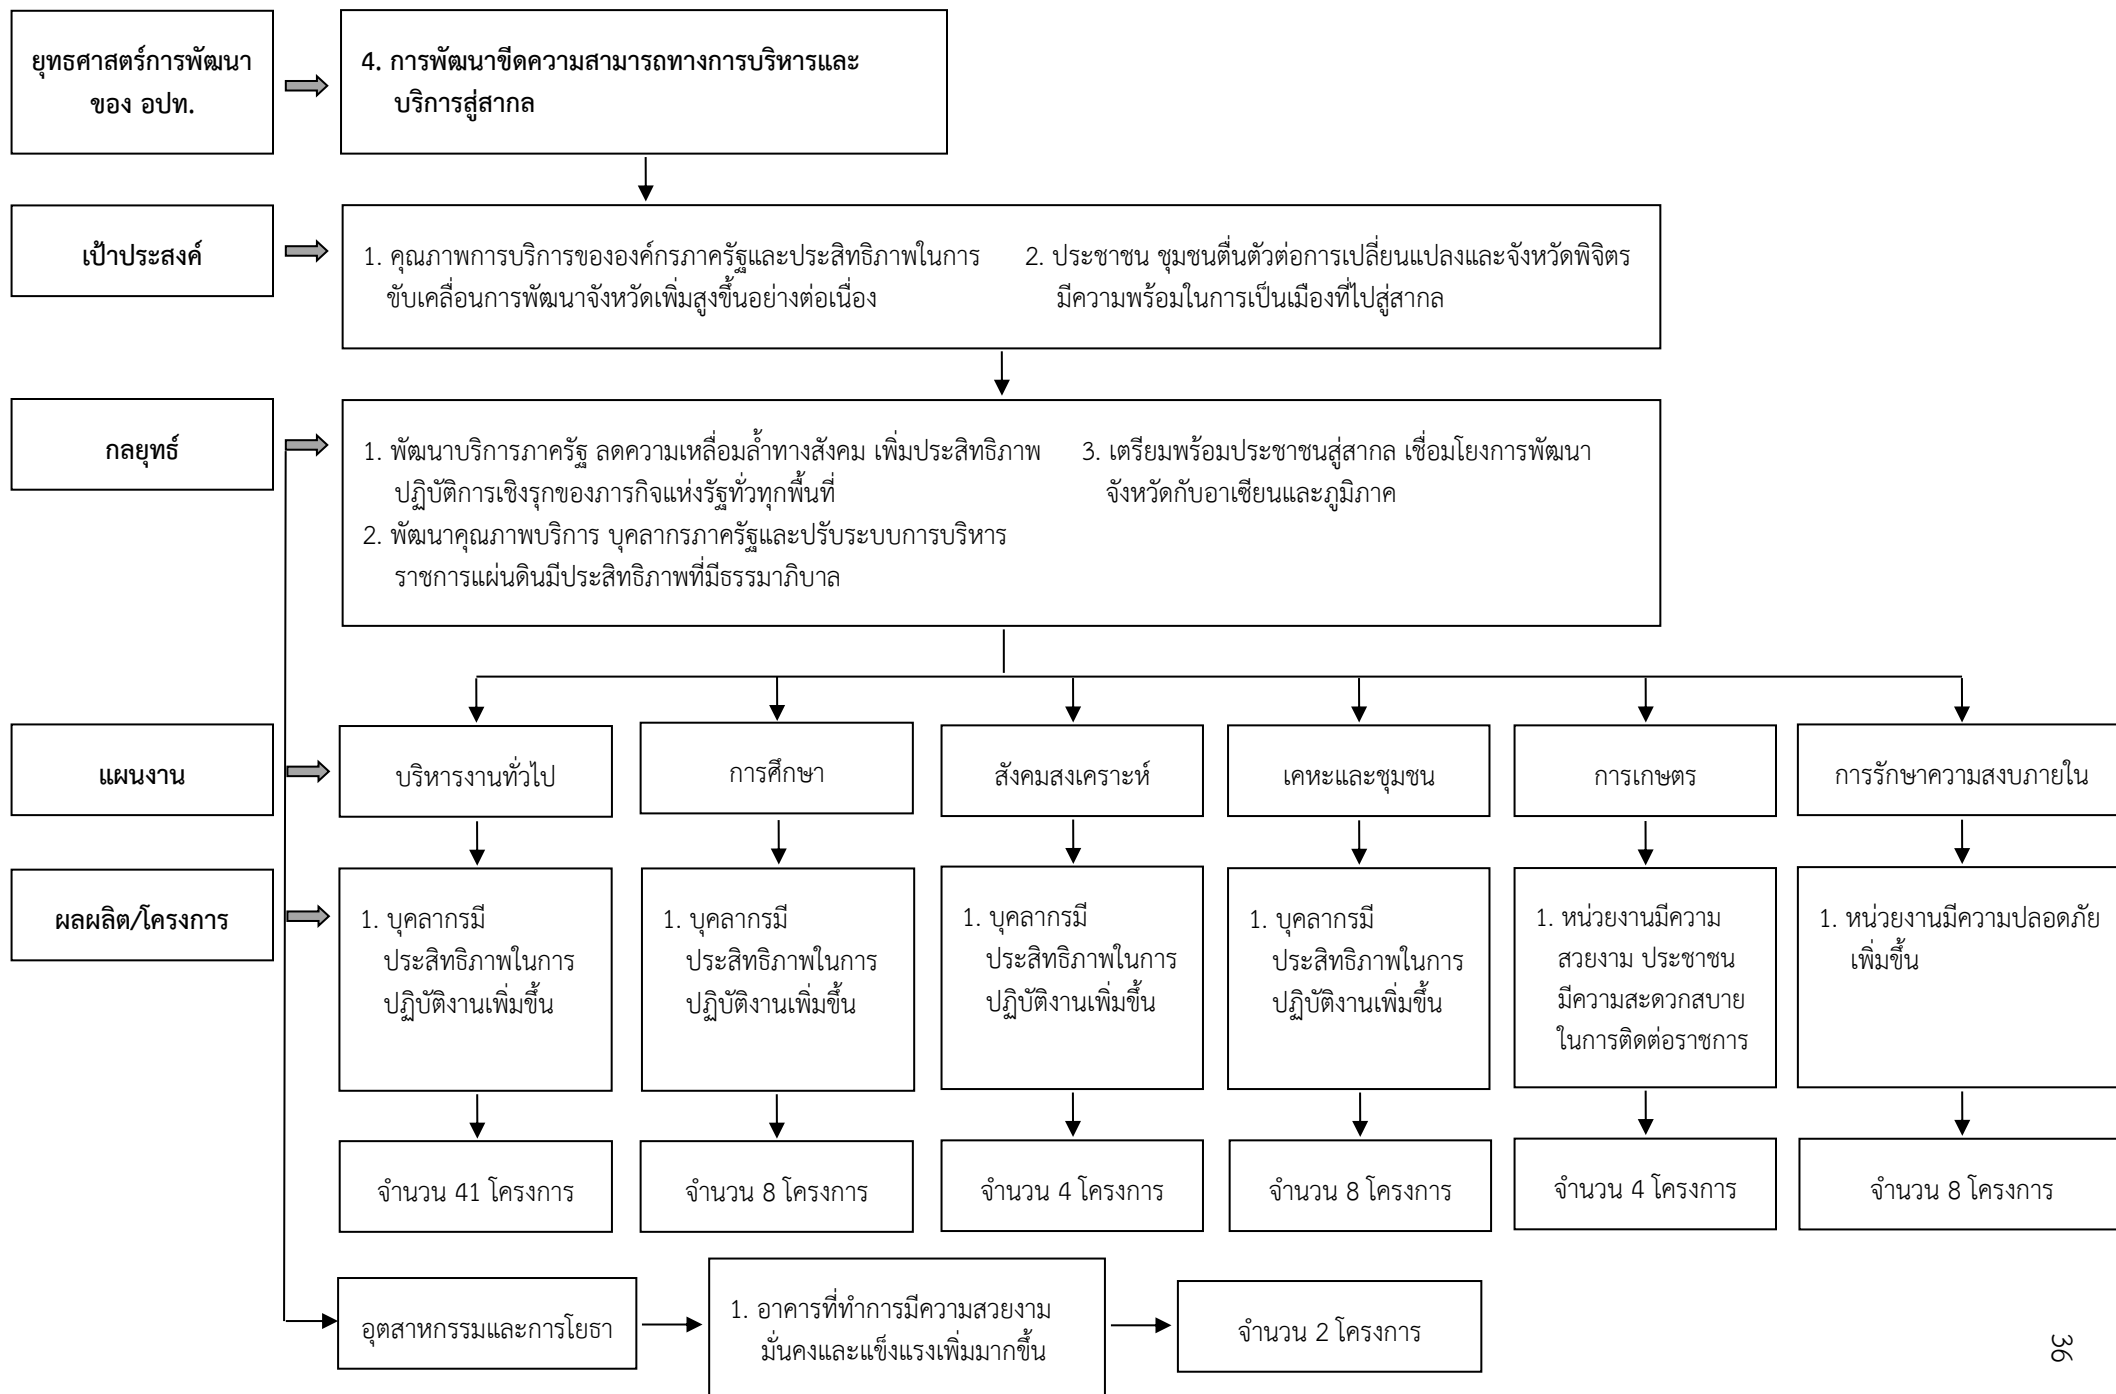 ยุทธศาสตร์การพัฒนา
ของ อปท.
4. การพัฒนาขีดความสามารถทางการบริหารและ
บริการสู่สากล
เป้าประสงค์
1. คุณภาพการบริการขององค์กรภาครัฐและประสิทธิภาพในการ
ขับเคลื่อนการพัฒนาจังหวัดเพิ่มสูงขึ้นอย่างต่อเนื่อง
2. ประชาชน ชุมชนตื่นตัวต่อการเปลี่ยนแปลงและจังหวัดพิจิตร
มีความพร้อมในการเป็นเมืองที่ไปสู่สากล
กลยุทธ์
1. พัฒนาบริการภาครัฐ ลดความเหลื่อมล้ำทางสังคม เพิ่มประสิทธิภาพ
ปฏิบัติการเชิงรุกของภารกิจแห่งรัฐทั่วทุกพื้นที่
2. พัฒนาคุณภาพบริการ บุคลากรภาครัฐและปรับระบบการบริหาร
ราชการแผ่นดินมีประสิทธิภาพที่มีธรรมาภิบาล
3. เตรียมพร้อมประชาชนสู่สากล เชื่อมโยงการพัฒนา
จังหวัดกับอาเซียนและภูมิภาค
แผนงาน
บริหารงานทั่วไป
การศึกษา
สังคมสงเคราะห์
เคหะและชุมชน
การเกษตร
การรักษาความสงบภายใน
ผลผลิต/โครงการ
1. บุคลากรมี
ประสิทธิภาพในการ
ปฏิบัติงานเพิ่มขึ้น
1. บุคลากรมี
ประสิทธิภาพในการ
ปฏิบัติงานเพิ่มขึ้น
1. บุคลากรมี
ประสิทธิภาพในการ
ปฏิบัติงานเพิ่มขึ้น
1. บุคลากรมี
ประสิทธิภาพในการ
ปฏิบัติงานเพิ่มขึ้น
1. หน่วยงานมีความ
สวยงาม ประชาชน
มีความสะดวกสบาย
ในการติดต่อราชการ
1. หน่วยงานมีความปลอดภัย
เพิ่มขึ้น
จำนวน 41 โครงการ
จำนวน 8 โครงการ
จำนวน 4 โครงการ
จำนวน 8 โครงการ
จำนวน 4 โครงการ
จำนวน 8 โครงการ
อุตสาหกรรมและการโยธา
1. อาคารที่ทำการมีความสวยงาม
มั่นคงและแข็งแรงเพิ่มมากขึ้น
จำนวน 2 โครงการ
36